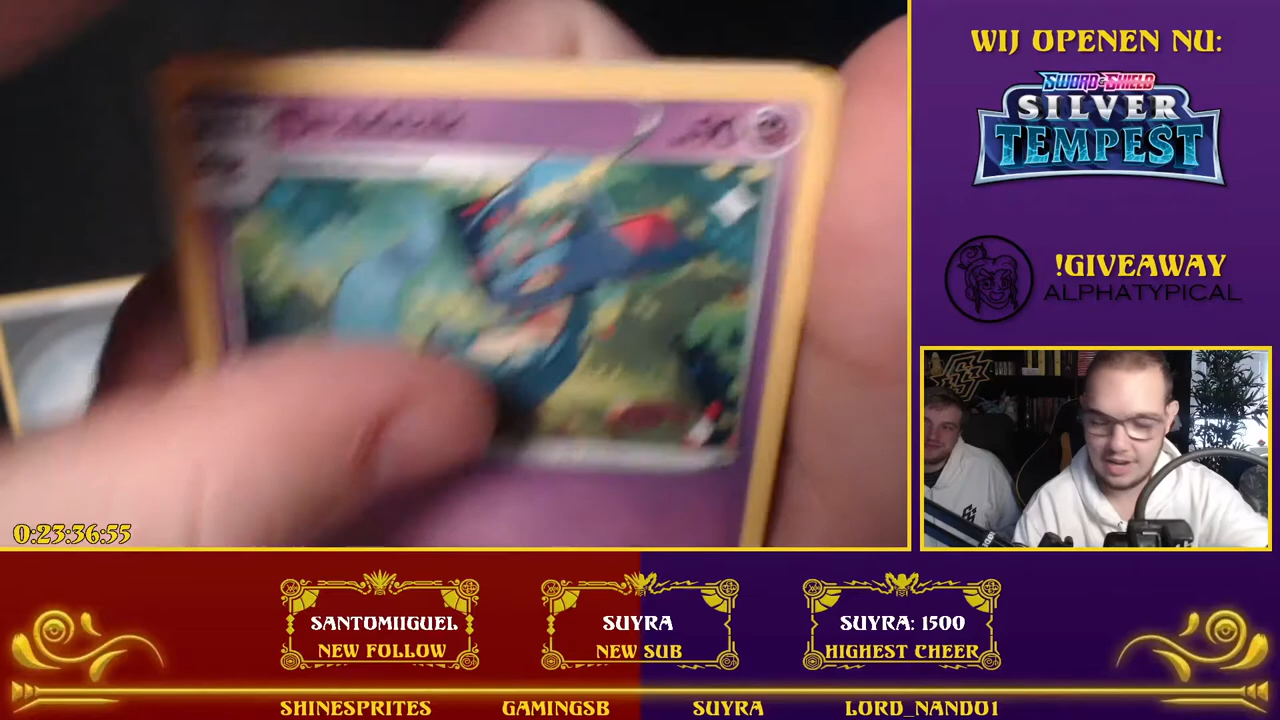 WIJ OPENEN NU:
SWORD & SHIELD
SILVER
TEMPEST
!GIVEAWAY
ALPHATYPICAL
0:23:36:55
SANTOMIIGUEL
NEW FOLLOW
SUYRA
NEW SUB
SUYRA: 1500
HIGHEST CHEER
SHINESPRITES GAMINGSB SUYRA LORD_NANDO1